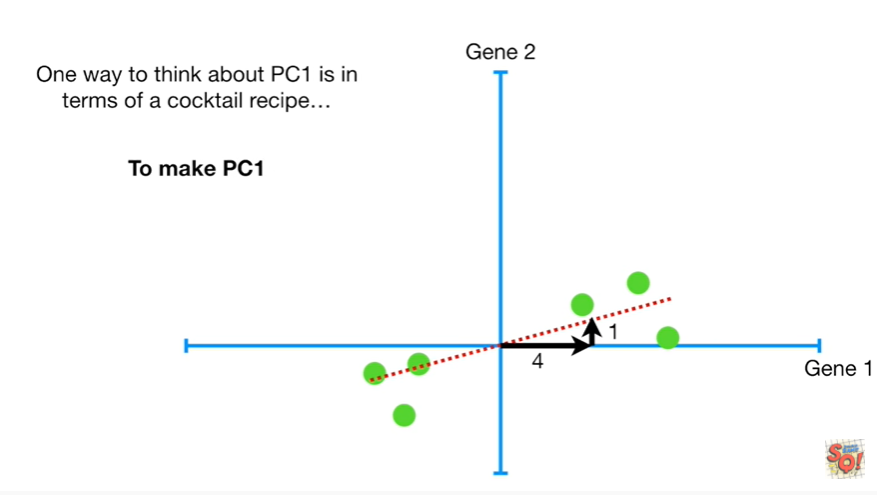 Gene 2
One way to think about PC1 is in
terms of a cocktail recipe…
To make PC1
1
4
Gene 1
SQ!